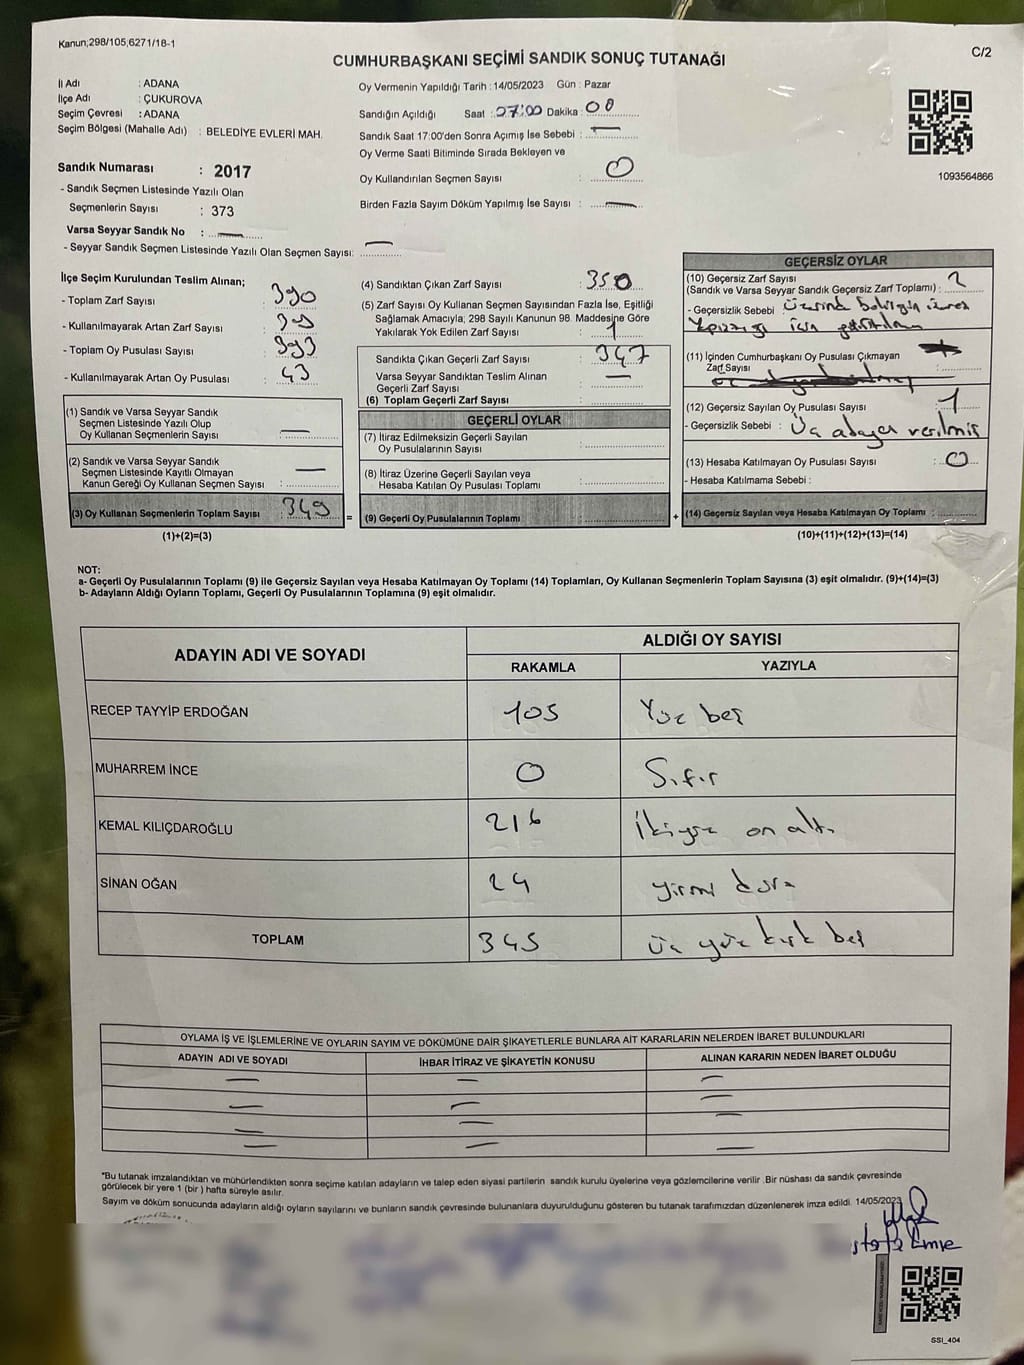 Kanun;298/105;6271/18-1
CUMHURBAŞKANI SEÇİMİ SANDIK SONUÇ TUTANAĞI
C/2
İl Adı : ADANA
İlçe Adı : ÇUKUROVA
Seçim Çevresi : ADANA
Seçim Bölgesi (Mahalle Adı) : BELEDİYE EVLERİ MAH.
Oy Vermenin Yapıldığı Tarih : 14/05/2023 Gün : Pazar
Sandığın Açıldığı Saat : Dakika :
Sandık Saat 17:00'den Sonra Açımış İse Sebebi : —
Oy Verme Saati Bitiminde Sırada Bekleyen ve
Oy Kullandırılan Seçmen Sayısı : 0
Birden Fazla Sayım Döküm Yapılmış İse Sayısı : —
1093564866
Sandık Numarası : 2017
- Sandık Seçmen Listesinde Yazılı Olan
Seçmenlerin Sayısı : 373
Varsa Seyyar Sandık No : —
- Seyyar Sandık Seçmen Listesinde Yazılı Olan Seçmen Sayısı: —
İlçe Seçim Kurulundan Teslim Alınan;
- Toplam Zarf Sayısı : 390
- Kullanılmayarak Artan Zarf Sayısı :
- Toplam Oy Pusulası Sayısı : 393
- Kullanılmayarak Artan Oy Pusulası : 43
(1) Sandık ve Varsa Seyyar Sandık
Seçmen Listesinde Yazılı Olup
Oy Kullanan Seçmenlerin Sayısı : —
(2) Sandık ve Varsa Seyyar Sandık
Seçmen Listesinde Kayıtlı Olmayan
Kanun Gereği Oy Kullanan Seçmen Sayısı : —
(3) Oy Kullanan Seçmenlerin Toplam Sayısı : 349
(1)+(2)=(3)
=
(4) Sandıktan Çıkan Zarf Sayısı : 350
(5) Zarf Sayısı Oy Kullanan Seçmen Sayısından Fazla İse, Eşitliği
Sağlamak Amacıyla; 298 Sayılı Kanunun 98. Maddesine Göre
Yakılarak Yok Edilen Zarf Sayısı : 1
Sandıkta Çıkan Geçerli Zarf Sayısı : 347
Varsa Seyyar Sandıktan Teslim Alınan
Geçerli Zarf Sayısı : —
(6) Toplam Geçerli Zarf Sayısı :
GEÇERLİ OYLAR
(7) İtiraz Edilmeksizin Geçerli Sayılan
Oy Pusulalarının Sayısı :
(8) İtiraz Üzerine Geçerli Sayılan veya
Hesaba Katılan Oy Pusulası Toplamı :
(9) Geçerli Oy Pusulalarının Toplamı :
+
GEÇERSİZ OYLAR
(10) Geçersiz Zarf Sayısı
(Sandık ve Varsa Seyyar Sandık Geçersiz Zarf Toplamı) : 2
- Geçersizlik Sebebi : Üzerinde
için
(11) İçinden Cumhurbaşkanı Oy Pusulası Çıkmayan
Zarf Sayısı :
(12) Geçersiz Sayılan Oy Pusulası Sayısı : 1
- Geçersizlik Sebebi : Üç adaya verilmiş
(13) Hesaba Katılmayan Oy Pusulası Sayısı : 0
- Hesaba Katılmama Sebebi :
(14) Geçersiz Sayılan veya Hesaba Katılmayan Oy Toplamı :
(10)+(11)+(12)+(13)=(14)
NOT:
a- Geçerli Oy Pusulalarının Toplamı (9) ile Geçersiz Sayılan veya Hesaba Katılmayan Oy Toplamı (14) Toplamları, Oy Kullanan Seçmenlerin Toplam Sayısına (3) eşit olmalıdır. (9)+(14)=(3)
b- Adayların Aldığı Oyların Toplamı, Geçerli Oy Pusulalarının Toplamına (9) eşit olmalıdır.
ADAYIN ADI VE SOYADI
ALDIĞI OY SAYISI
RAKAMLA YAZIYLA
RECEP TAYYİP ERDOĞAN 105 Yüz beş
MUHARREM İNCE 0 Sıfır
KEMAL KILIÇDAROĞLU 216 İkiyüz on altı
SİNAN OĞAN 24 yirmi dört
TOPLAM 345 üç yüz kırk beş
OYLAMA İŞ VE İŞLEMLERİNE VE OYLARIN SAYIM VE DÖKÜMÜNE DAİR ŞİKAYETLERLE BUNLARA AİT KARARLARIN NELERDEN İBARET BULUNDUKLARI
ADAYIN ADI VE SOYADI İHBAR İTİRAZ VE ŞİKAYETİN KONUSU ALINAN KARARIN NEDEN İBARET OLDUĞU
— — —
— — —
— — —
— — —
*Bu tutanak imzalandıktan ve mühürlendikten sonra seçime katılan adayların ve talep eden siyasi partilerin sandık kurulu üyelerine veya gözlemcilerine verilir .Bir nüshası da sandık çevresinde
görülecek bir yere 1 (bir ) hafta süreyle asılır.
Sayım ve döküm sonucunda adayların aldığı oyların sayılarını ve bunların sandık çevresinde bulunanlara duyurulduğunu gösteren bu tutanak tarafımızdan düzenlenerek imza edildi. 14/05/2023
SSI_404